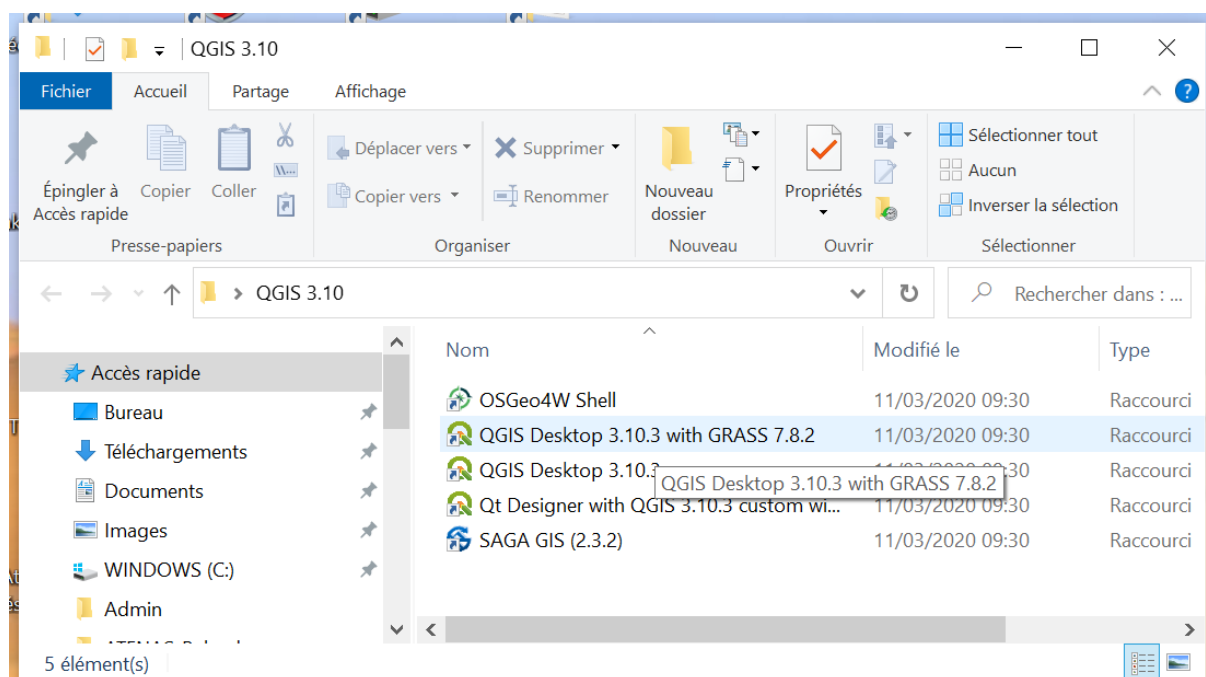 QGIS 3.10
Fichier Accueil Partage Affichage
Épingler à Accès rapide
Copier
Coller
Déplacer vers
Copier vers
Supprimer
Renommer
Nouveau dossier
Propriétés
Sélectionner tout
Aucun
Inverser la sélection
Presse-papiers Organiser Nouveau Ouvrir Sélectionner
QGIS 3.10
Rechercher dans : ...
Nom Modifié le Type
Accès rapide
Bureau
Téléchargements
Documents
Images
WINDOWS (C:)
Admin
OSGeo4W Shell 11/03/2020 09:30 Raccourci
QGIS Desktop 3.10.3 with GRASS 7.8.2 11/03/2020 09:30 Raccourci
QGIS Desktop 3.10.3 11/03/2020 09:30 Raccourci
QGIS Desktop 3.10.3 with GRASS 7.8.2
Qt Designer with QGIS 3.10.3 custom wi... 11/03/2020 09:30 Raccourci
SAGA GIS (2.3.2) 11/03/2020 09:30 Raccourci
5 élément(s)